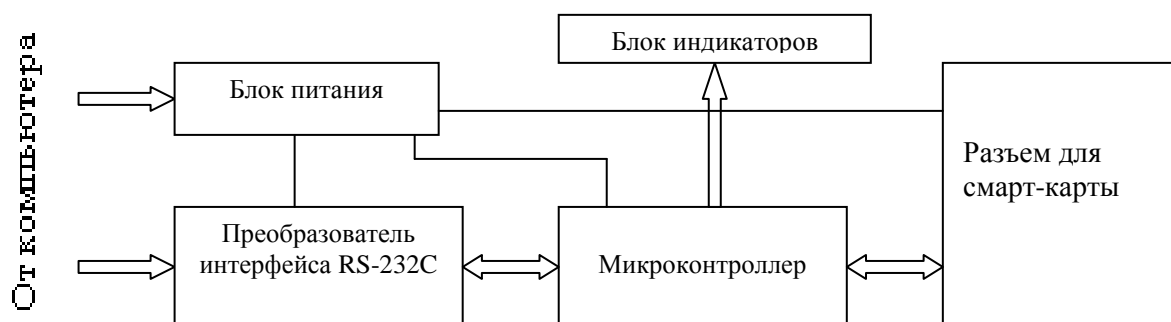 От компьютера
Блок индикаторов
Блок питания
Разъем для
смарт-карты
Преобразователь
интерфейса RS-232C
Микроконтроллер